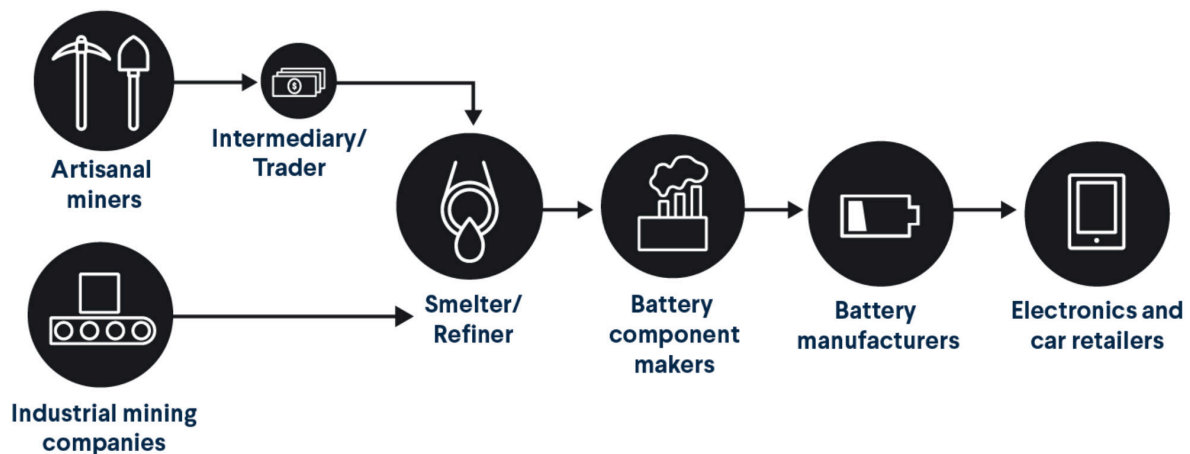 Artisanal
miners
Intermediary/
Trader
Industrial mining
companies
Smelter/
Refiner
Battery
component
makers
Battery
manufacturers
Electronics and
car retailers